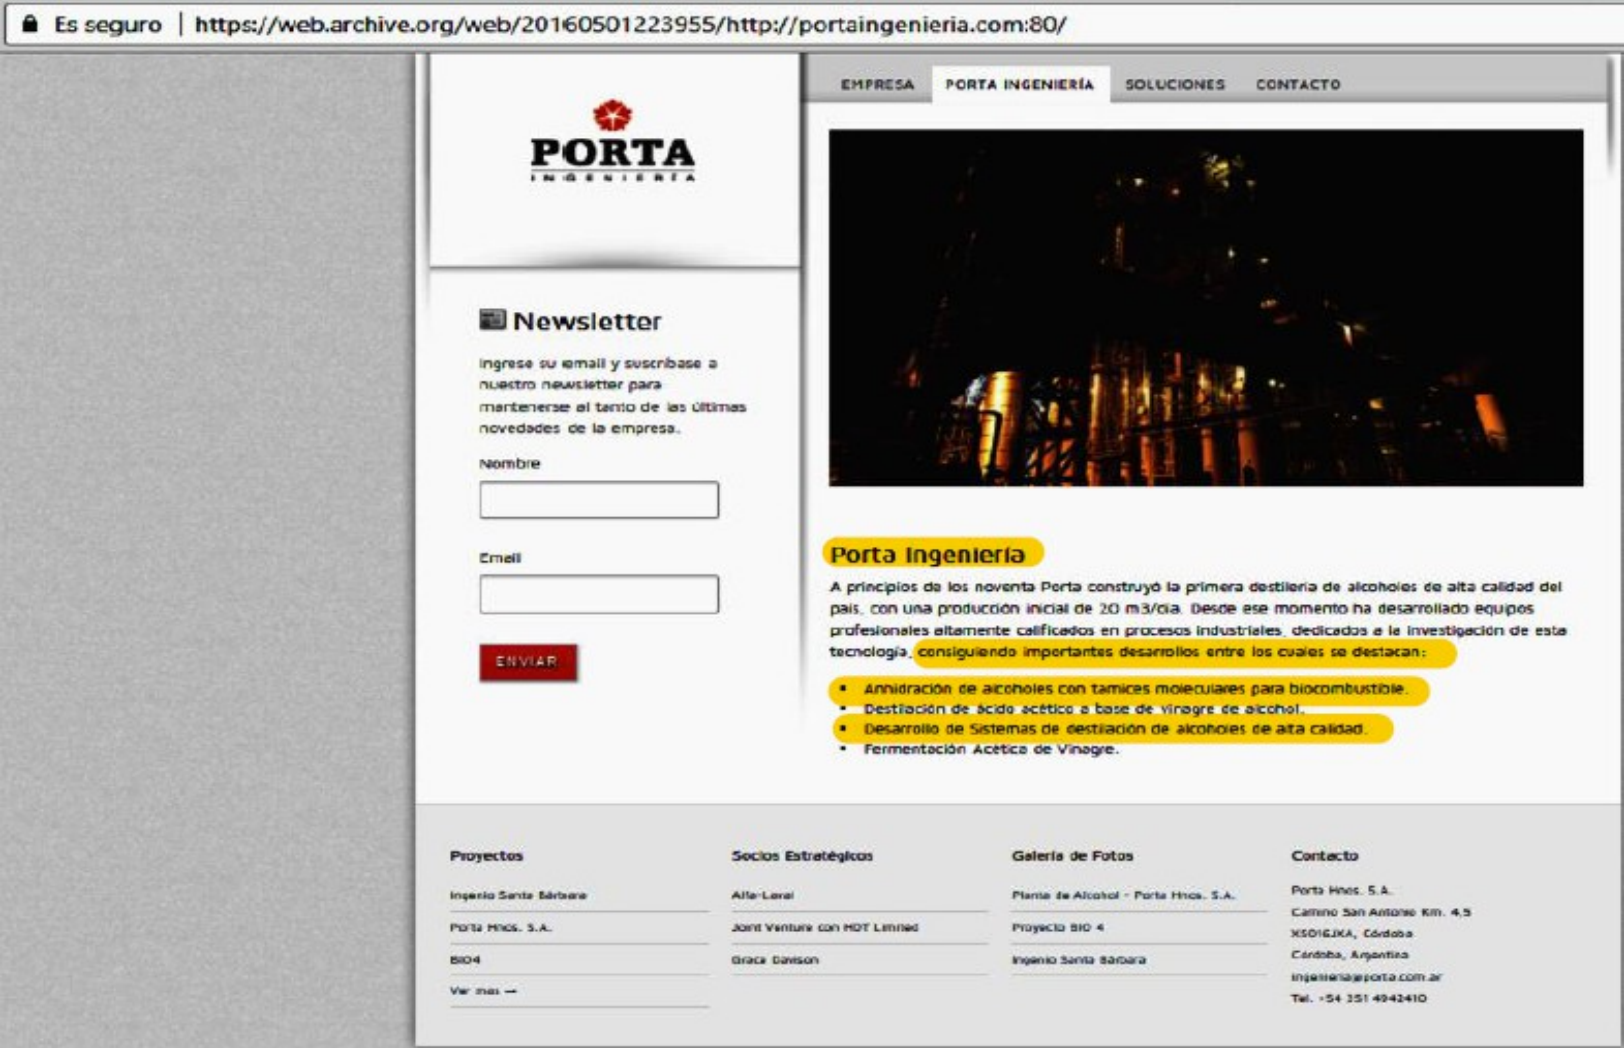 Es seguro | https://web.archive.org/web/20160501223955/http://portaingenieria.com:80/
EMPRESA PORTA INGENIERÍA SOLUCIONES CONTACTO
PORTA
INGENIERÍA
Newsletter
Ingrese su email y suscríbase a
nuestro newsletter para
mantenerse al tanto de las últimas
novedades de la empresa.
Nombre
Email
ENVIAR
Porta Ingeniería
A principios de los noventa Porta construyó la primera destilería de alcoholes de alta calidad del
país, con una producción inicial de 20 m3/día. Desde ese momento ha desarrollado equipos
profesionales altamente calificados en procesos industriales, dedicados a la investigación de esta
tecnología, consiguiendo importantes desarrollos entre los cuales se destacan:
▪ Anhidración de alcoholes con tamices moleculares para biocombustible.
▪ Destilación de ácido acético a base de vinagre de alcohol.
▪ Desarrollo de Sistemas de destilación de alcoholes de alta calidad.
▪ Fermentación Acética de Vinagre.
Proyectos
Ingenio Santa Bárbara
Porta Hnos. S.A.
BIO4
Ver mas →
Socios Estratégicos
Alfa-Laval
Joint Venture con HDT Limited
Grace Davison
Galería de Fotos
Planta de Alcohol - Porta Hnos. S.A.
Proyecto BIO 4
Ingenio Santa Barbara
Contacto
Porta Hnos. S.A.
Camino San Antonio Km. 4,5
X5016JXA, Córdoba
Córdoba, Argentina
ingenieria@porta.com.ar
Tel. +54 351 4942410